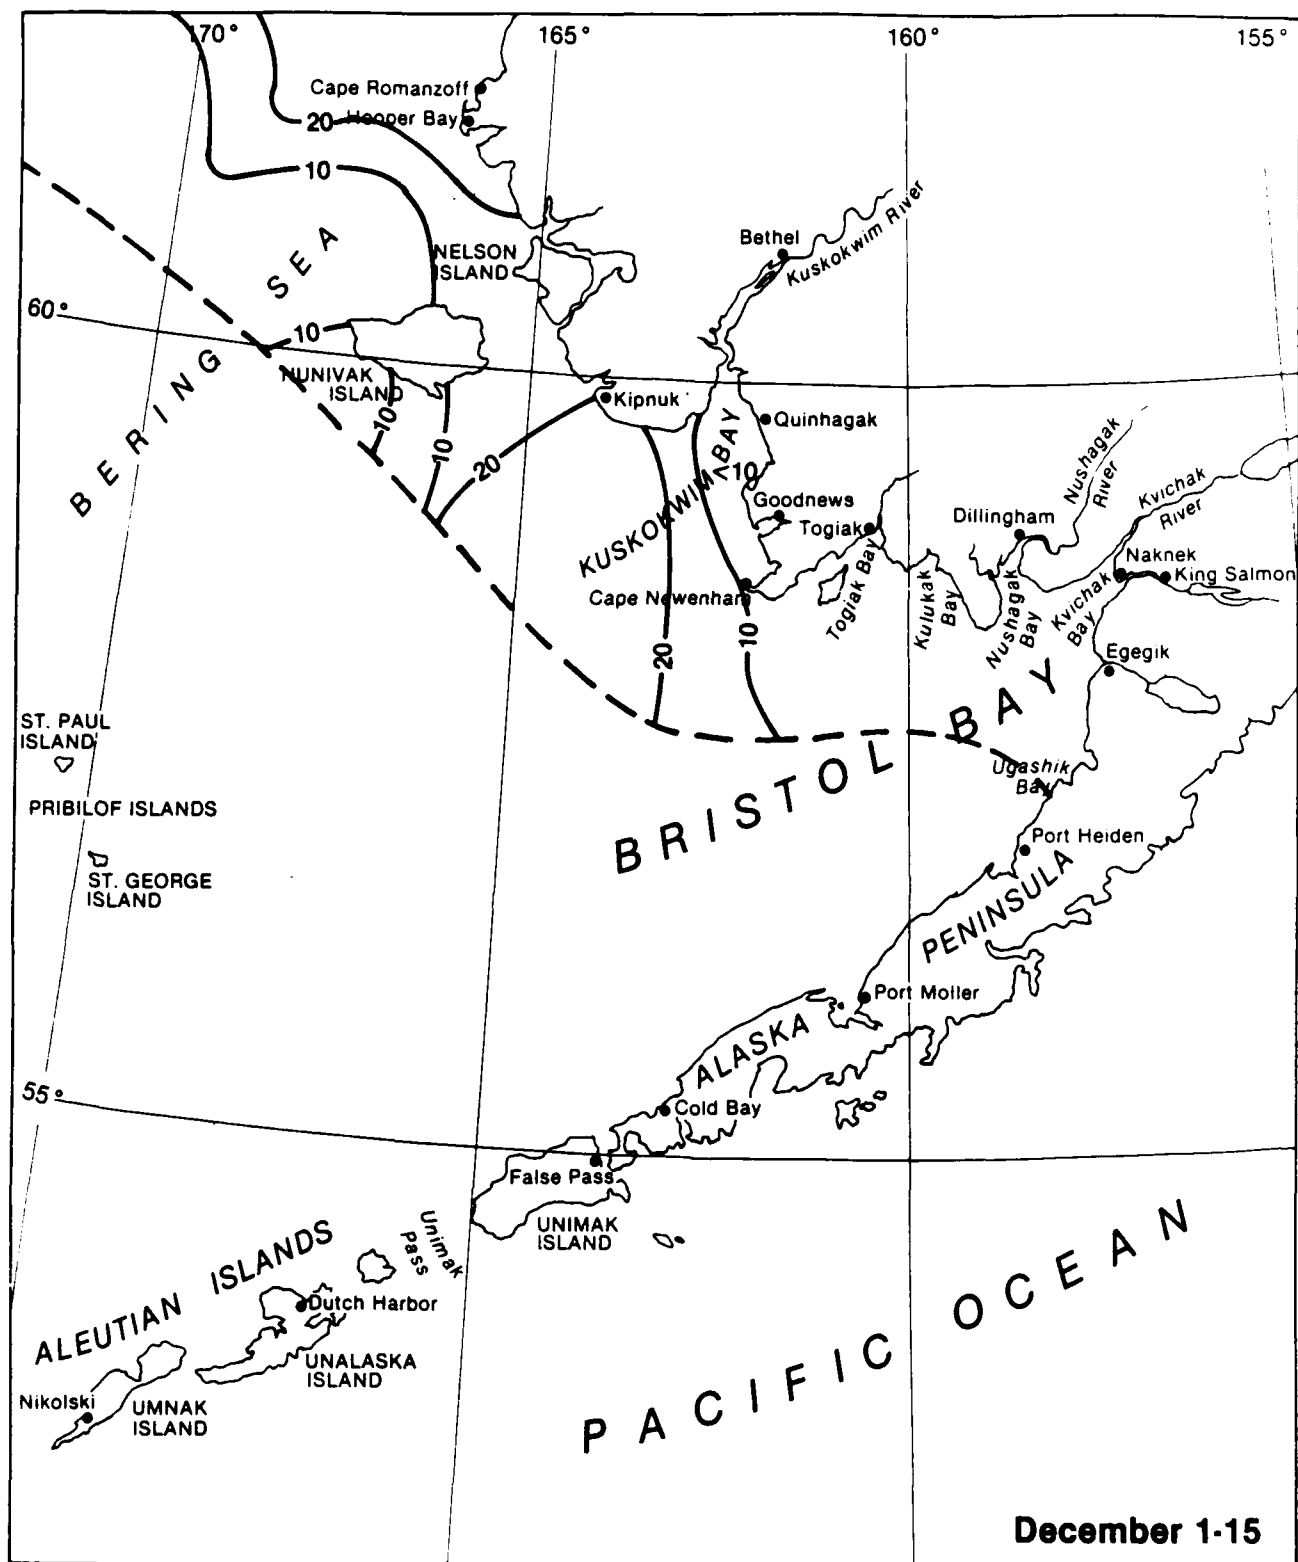 170°
165°
160°
155°
Cape Romanzoff
20
Hooper Bay
10
Kuskokwim River
Bethel
NELSON
ISLAND
BERING SEA
60°
10
NUNIVAK
ISLAND
10
10
20
Kipnuk
Quinhagak
KUSKOKWIM BAY
<10
Goodnews
Togiak
Nushagak
River
Kvichak
River
Dillingham
Naknek
King Salmon
Cape Newenham
Togiak Bay
Kulukak
Bay
Nushagak
Bay
Kvichak
Bay
20
10
Egegik
ST. PAUL
ISLAND
PRIBILOF ISLANDS
ST. GEORGE
ISLAND
BRISTOL BAY
Ugashik
Bay
Port Heiden
ALASKA PENINSULA
Port Moller
55°
Cold Bay
False Pass
UNIMAK
ISLAND
Unimak
Pass
ALEUTIAN ISLANDS
Dutch Harbor
UNALASKA
ISLAND
Nikolski
UMNAK
ISLAND
PACIFIC OCEAN
December 1-15